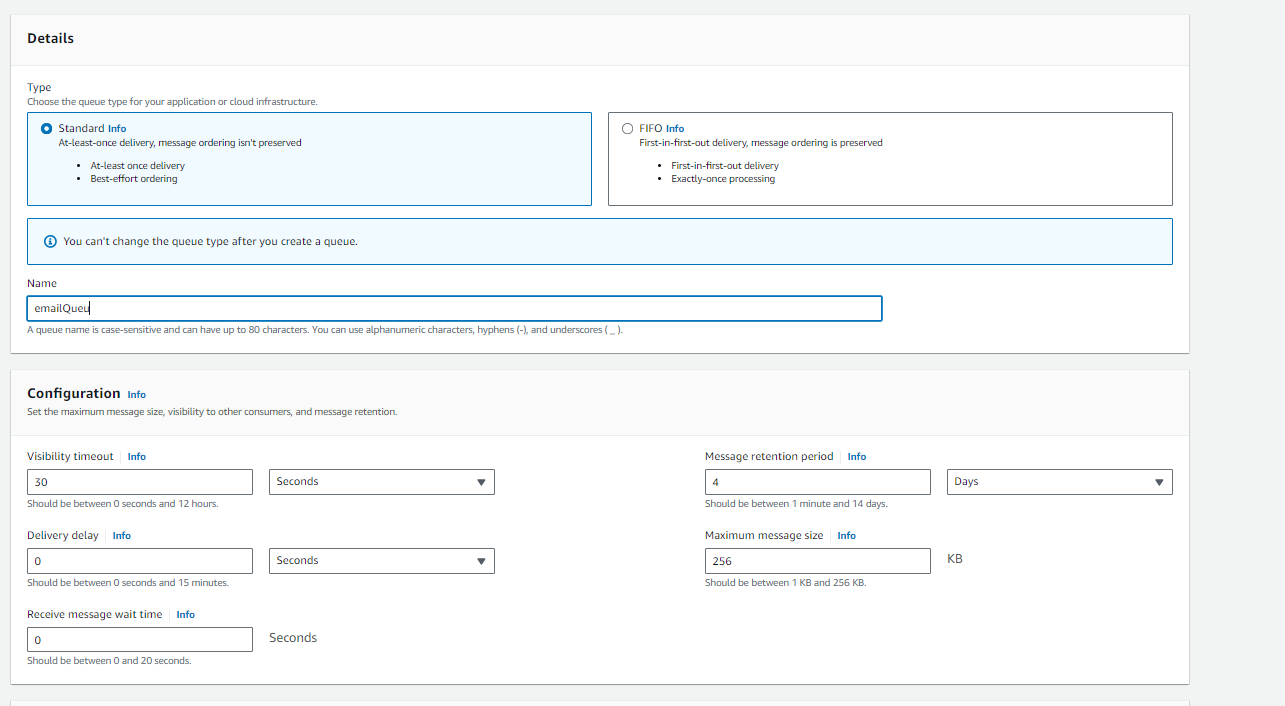 Details
Type
Choose the queue type for your application or cloud infrastructure.
Standard Info
At-least-once delivery, message ordering isn't preserved
• At-least once delivery
• Best-effort ordering
FIFO Info
First-in-first-out delivery, message ordering is preserved
• First-in-first-out delivery
• Exactly-once processing
You can't change the queue type after you create a queue.
Name
emailQueu
A queue name is case-sensitive and can have up to 80 characters. You can use alphanumeric characters, hyphens (-), and underscores ( _ ).
Configuration Info
Set the maximum message size, visibility to other consumers, and message retention.
Visibility timeout Info
30 Seconds
Should be between 0 seconds and 12 hours.
Message retention period Info
4 Days
Should be between 1 minute and 14 days.
Delivery delay Info
0 Seconds
Should be between 0 seconds and 15 minutes.
Maximum message size Info
256 KB
Should be between 1 KB and 256 KB.
Receive message wait time Info
0 Seconds
Should be between 0 and 20 seconds.